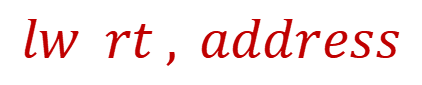 lw rt , address